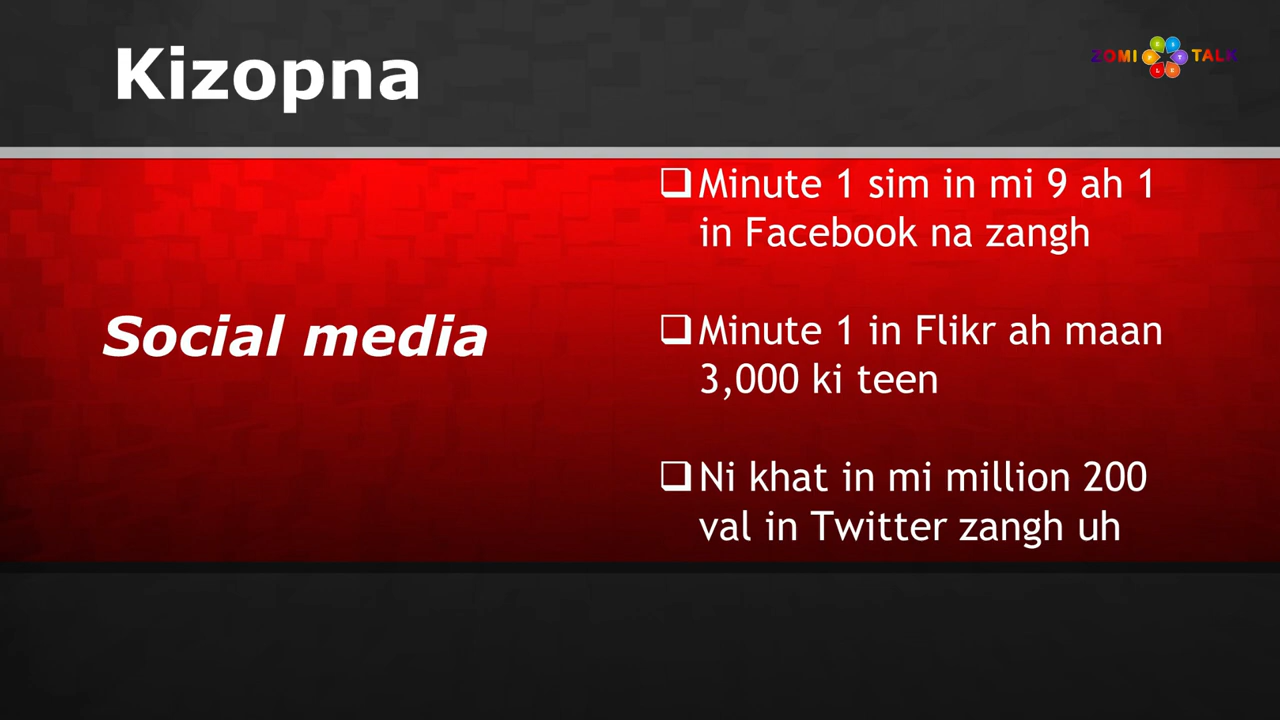 Kizopna
ZOMI TALK
Social media
Minute 1 sim in mi 9 ah 1
in Facebook na zangh
Minute 1 in Flikr ah maan
3,000 ki teen
Ni khat in mi million 200
val in Twitter zangh uh